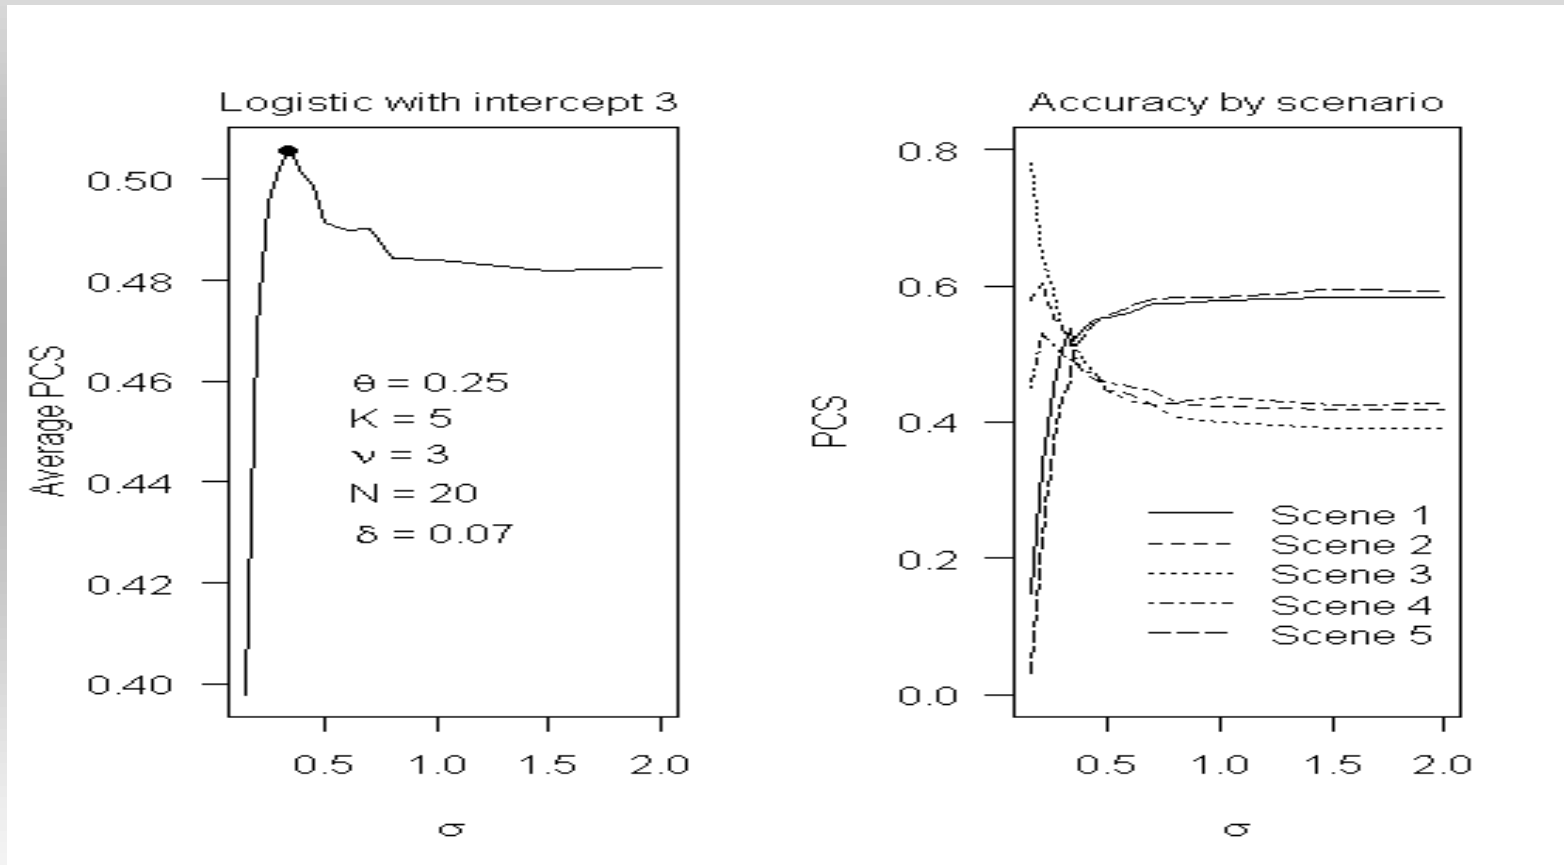 Logistic with intercept 3
0.50
0.48
0.46
0.44
0.42
0.40
Average PCS
θ = 0.25
K = 5
ν = 3
N = 20
δ = 0.07
0.5 1.0 1.5 2.0
σ
Accuracy by scenario
0.8
0.6
0.4
0.2
0.0
PCS
Scene 1
Scene 2
Scene 3
Scene 4
Scene 5
0.5 1.0 1.5 2.0
σ